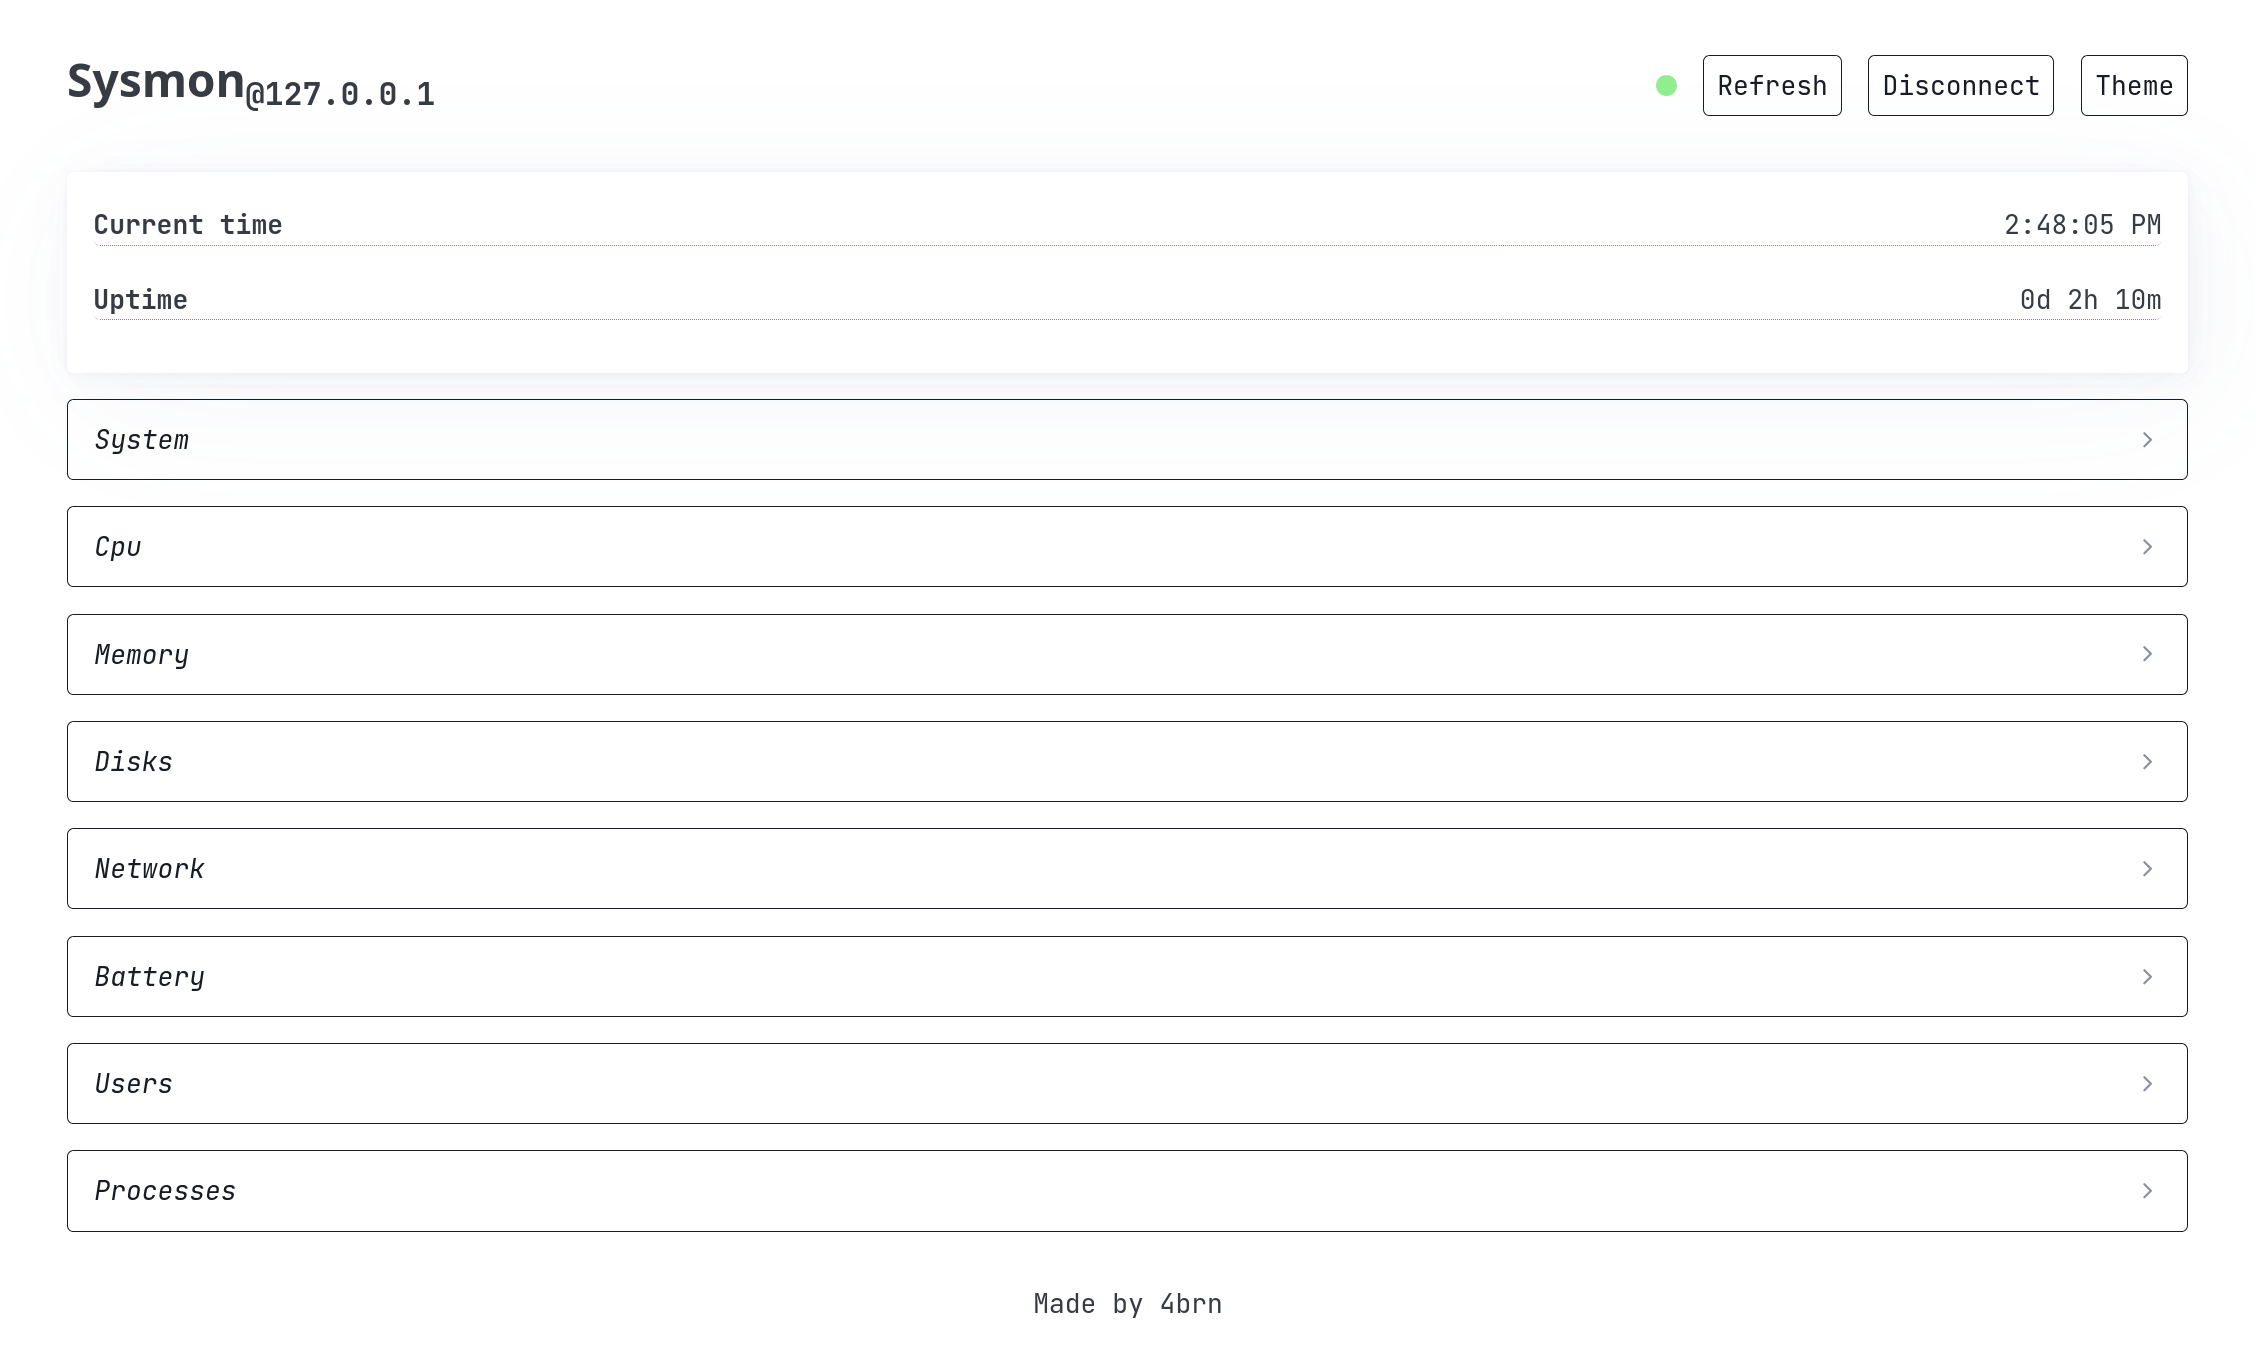 Sysmon@127.0.0.1 Refresh Disconnect Theme
Current time 2:48:05 PM
Uptime 0d 2h 10m
System
Cpu
Memory
Disks
Network
Battery
Users
Processes
Made by 4brn